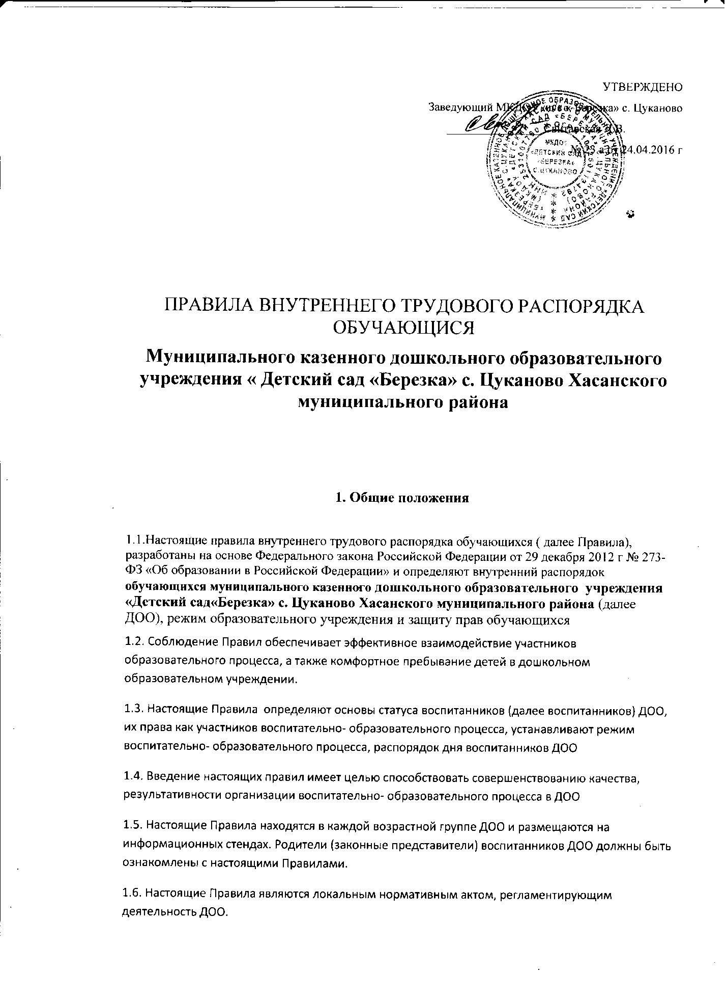 УТВЕРЖДЕНО
Заведующий МКДОУ «д/с «Березка» с. Цуканово
24.04.2016 г
МКДОУ
«ДЕТСКИЙ САД
«БЕРЕЗКА»
С.ЦУКАНОВО
ПРАВИЛА ВНУТРЕННЕГО ТРУДОВОГО РАСПОРЯДКА
ОБУЧАЮЩИСЯ
Муниципального казенного дошкольного образовательного
учреждения « Детский сад «Березка» с. Цуканово Хасанского
муниципального района
1. Общие положения
1.1.Настоящие правила внутреннего трудового распорядка обучающихся ( далее Правила),
разработаны на основе Федерального закона Российской Федерации от 29 декабря 2012 г № 273-
ФЗ «Об образовании в Российской Федерации» и определяют внутренний распорядок
обучающихся муниципального казенного дошкольного образовательного учреждения
«Детский сад«Березка» с. Цуканово Хасанского муниципального района (далее
ДОО), режим образовательного учреждения и защиту прав обучающихся
1.2. Соблюдение Правил обеспечивает эффективное взаимодействие участников
образовательного процесса, а также комфортное пребывание детей в дошкольном
образовательном учреждении.
1.3. Настоящие Правила определяют основы статуса воспитанников (далее воспитанников) ДОО,
их права как участников воспитательно- образовательного процесса, устанавливают режим
воспитательно- образовательного процесса, распорядок дня воспитанников ДОО
1.4. Введение настоящих правил имеет целью способствовать совершенствованию качества,
результативности организации воспитательно- образовательного процесса в ДОО
1.5. Настоящие Правила находятся в каждой возрастной группе ДОО и размещаются на
информационных стендах. Родители (законные представители) воспитанников ДОО должны быть
ознакомлены с настоящими Правилами.
1.6. Настоящие Правила являются локальным нормативным актом, регламентирующим
деятельность ДОО.